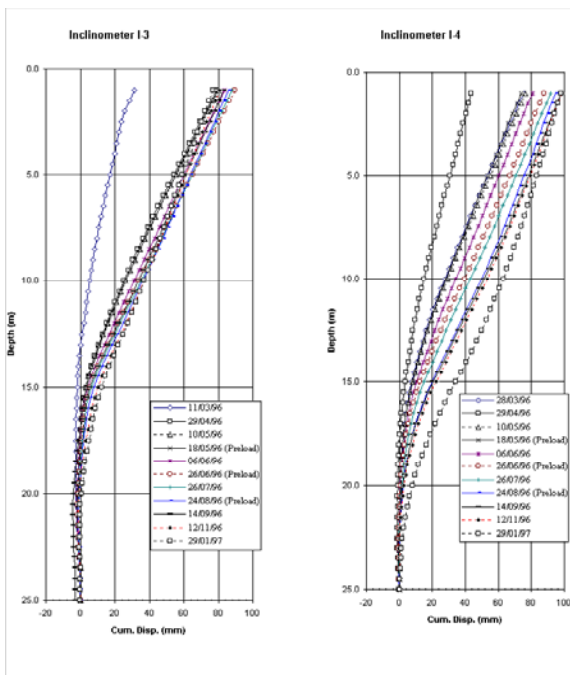 Inclinometer I-3
0.0
5.0
10.0
15.0
20.0
25.0
Depth (m)
11/03/96
29/04/96
10/05/96
18/05/96 (Preload)
06/06/96
26/06/96 (Preload)
26/07/96
24/08/96 (Preload)
14/09/96
12/11/96
29/01/97
-20 0 20 40 60 80 100
Cum. Disp. (mm)
Inclinometer I-4
0.0
5.0
10.0
15.0
20.0
25.0
Depth (m)
28/03/96
29/04/96
10/05/96
18/05/96 (Preload)
06/06/96
26/06/96 (Preload)
26/07/96
24/08/96 (Preload)
14/09/96
12/11/96
29/01/97
-20 0 20 40 60 80 100
Cum. Disp. (mm)